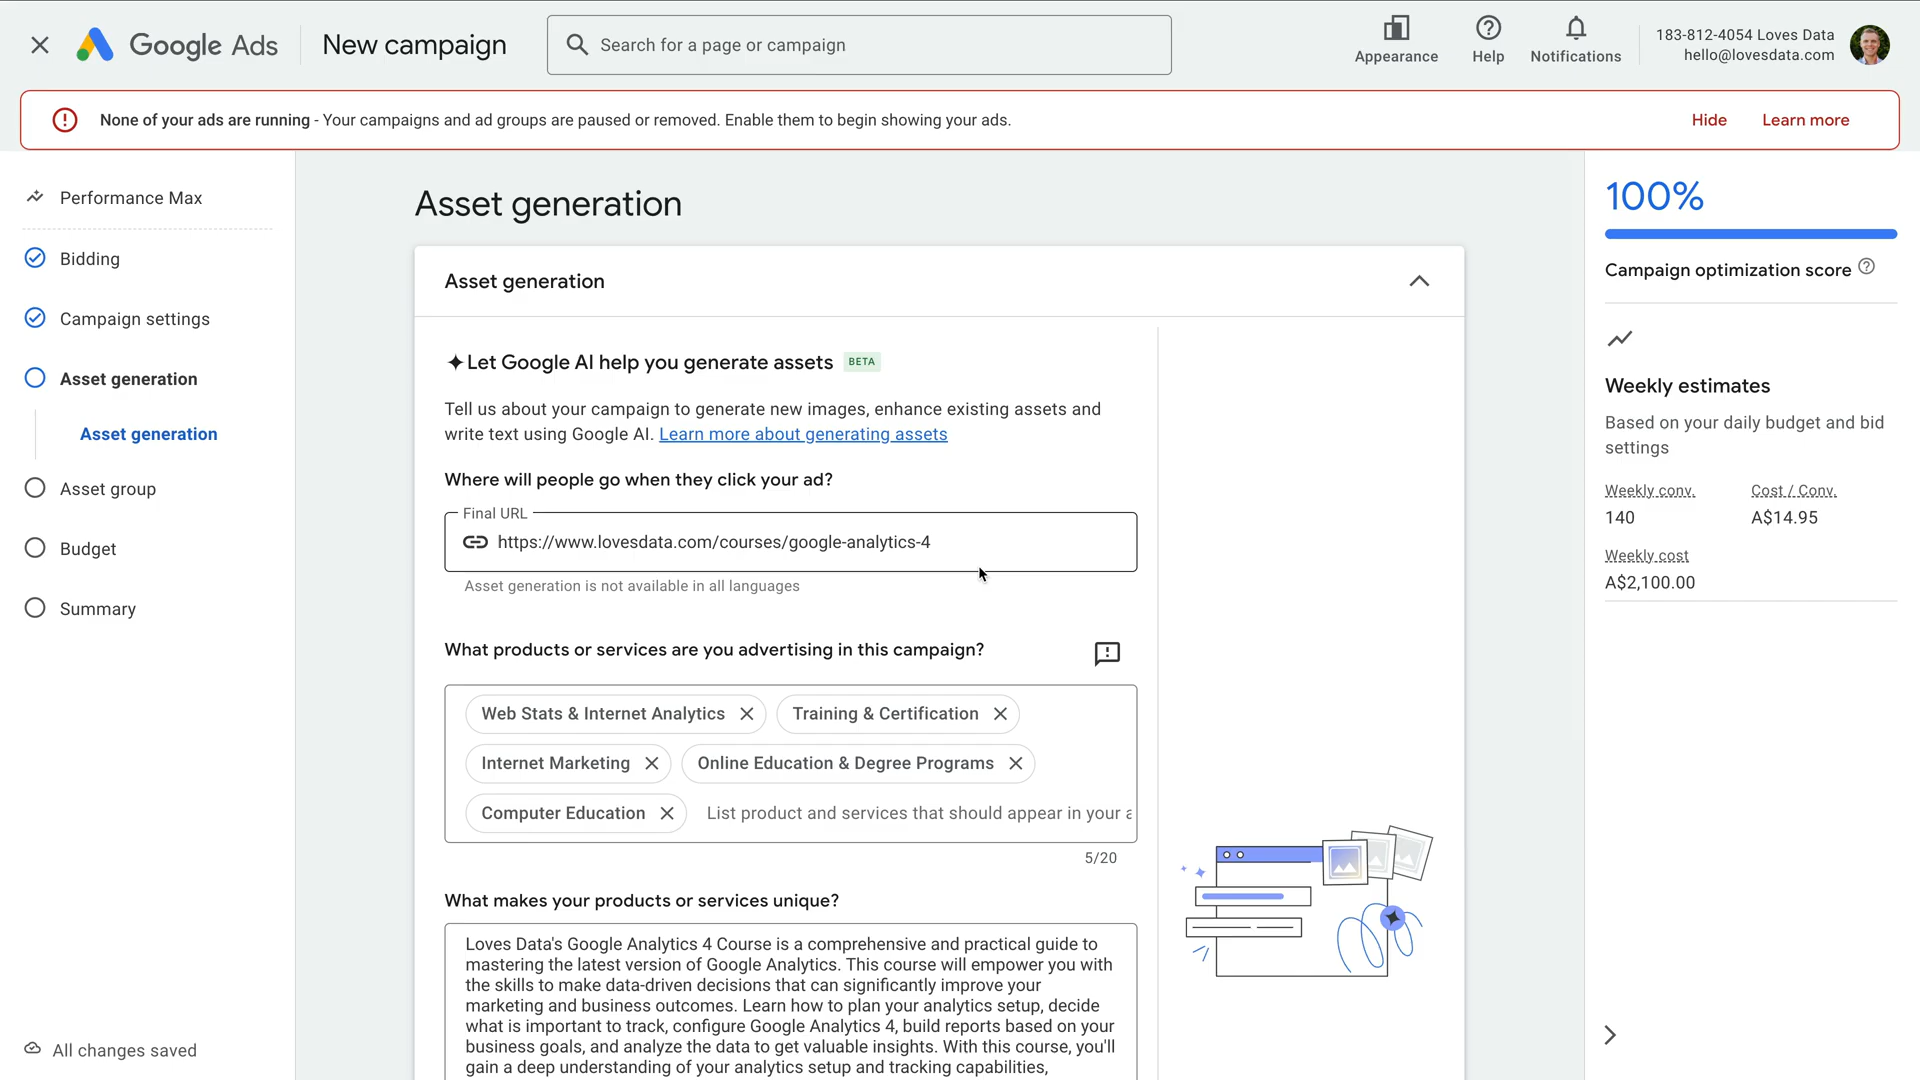 Google Ads
New campaign
Search for a page or campaign
Appearance
Help
Notifications
183-812-4054 Loves Data
hello@lovesdata.com
None of your ads are running - Your campaigns and ad groups are paused or removed. Enable them to begin showing your ads.
Hide
Learn more
Performance Max
Bidding
Campaign settings
Asset generation
Asset generation
Asset group
Budget
Summary
All changes saved
Asset generation
Asset generation
Let Google AI help you generate assets BETA
Tell us about your campaign to generate new images, enhance existing assets and
write text using Google AI. Learn more about generating assets
Where will people go when they click your ad?
Final URL
https://www.lovesdata.com/courses/google-analytics-4
Asset generation is not available in all languages
What products or services are you advertising in this campaign?
Web Stats & Internet Analytics
Training & Certification
Internet Marketing
Online Education & Degree Programs
Computer Education
List product and services that should appear in your a
5/20
What makes your products or services unique?
Loves Data's Google Analytics 4 Course is a comprehensive and practical guide to
mastering the latest version of Google Analytics. This course will empower you with
the skills to make data-driven decisions that can significantly improve your
marketing and business outcomes. Learn how to plan your analytics setup, decide
what is important to track, configure Google Analytics 4, build reports based on your
business goals, and analyze the data to get valuable insights. With this course, you'll
gain a deep understanding of your analytics setup and tracking capabilities,
100%
Campaign optimization score
Weekly estimates
Based on your daily budget and bid
settings
Weekly conv.
140
Cost / Conv.
A$14.95
Weekly cost
A$2,100.00